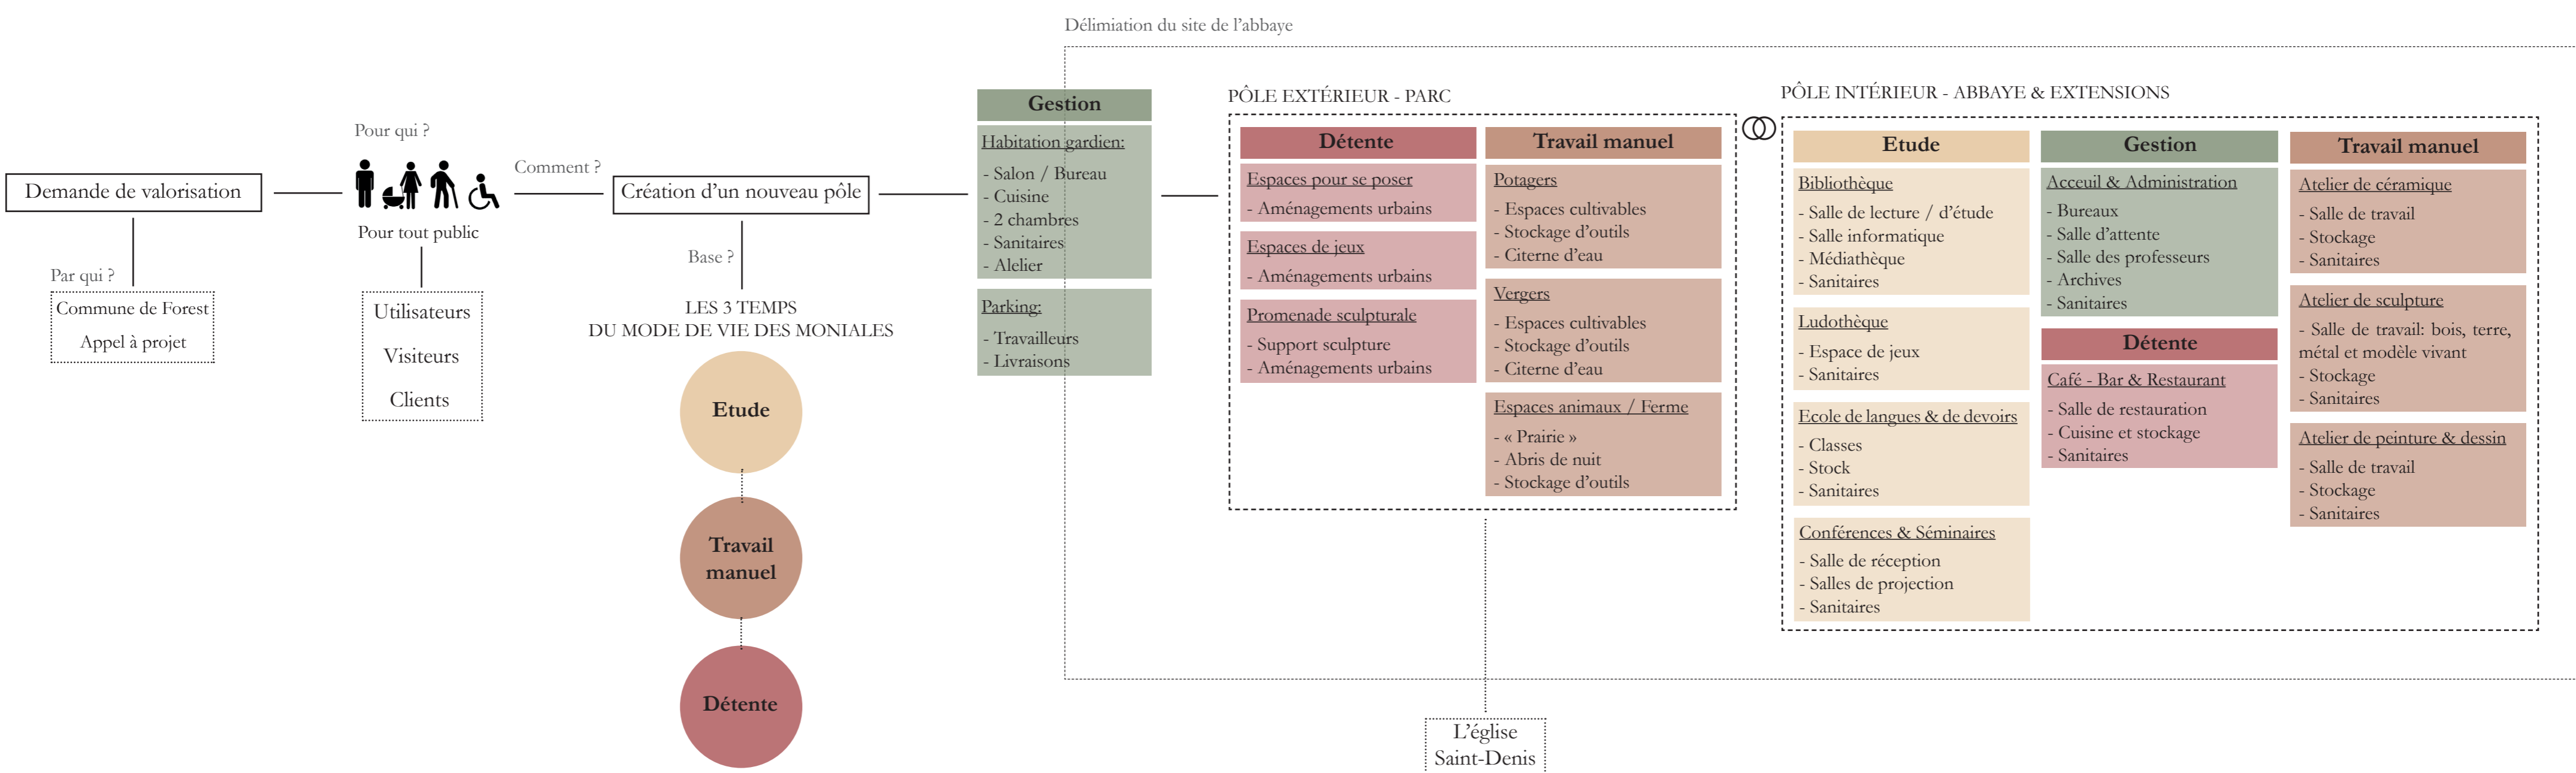 Délimiation du site de l'abbaye
Demande de valorisation
Par qui ?
Commune de Forest
Appel à projet
Pour qui ?
Pour tout public
Utilisateurs
Visiteurs
Clients
Comment ?
Création d'un nouveau pôle
Base ?
LES 3 TEMPS
DU MODE DE VIE DES MONIALES
Etude
Travail
manuel
Détente
Gestion
Habitation gardien:
- Salon / Bureau
- Cuisine
- 2 chambres
- Sanitaires
- Alelier
Parking:
- Travailleurs
- Livraisons
PÔLE EXTÉRIEUR - PARC
Détente
Espaces pour se poser
- Aménagements urbains
Espaces de jeux
- Aménagements urbains
Promenade sculpturale
- Support sculpture
- Aménagements urbains
Travail manuel
Potagers
- Espaces cultivables
- Stockage d'outils
- Citerne d'eau
Vergers
- Espaces cultivables
- Stockage d'outils
- Citerne d'eau
Espaces animaux / Ferme
- « Prairie »
- Abris de nuit
- Stockage d'outils
L'église
Saint-Denis
PÔLE INTÉRIEUR - ABBAYE & EXTENSIONS
Etude
Bibliothèque
- Salle de lecture / d'étude
- Salle informatique
- Médiathèque
- Sanitaires
Ludothèque
- Espace de jeux
- Sanitaires
Ecole de langues & de devoirs
- Classes
- Stock
- Sanitaires
Conférences & Séminaires
- Salle de réception
- Salles de projection
- Sanitaires
Gestion
Acceuil & Administration
- Bureaux
- Salle d'attente
- Salle des professeurs
- Archives
- Sanitaires
Détente
Café - Bar & Restaurant
- Salle de restauration
- Cuisine et stockage
- Sanitaires
Travail manuel
Atelier de céramique
- Salle de travail
- Stockage
- Sanitaires
Atelier de sculpture
- Salle de travail: bois, terre,
métal et modèle vivant
- Stockage
- Sanitaires
Atelier de peinture & dessin
- Salle de travail
- Stockage
- Sanitaires